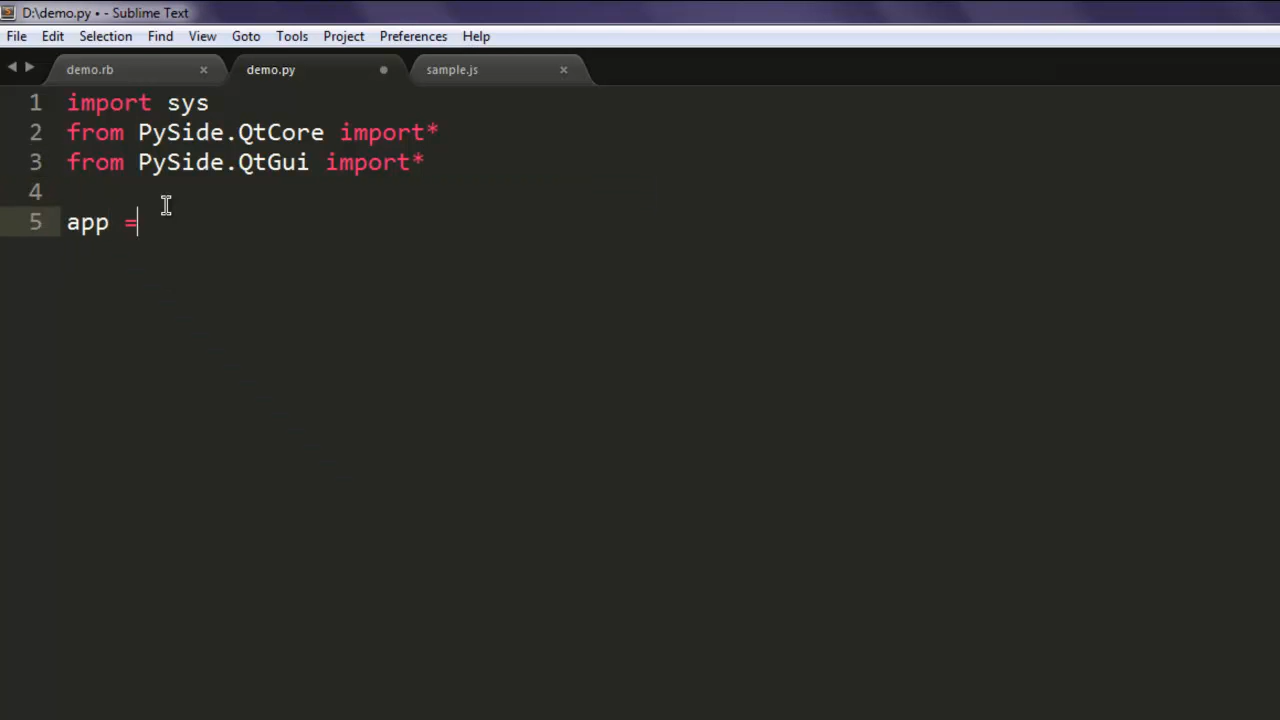 D:\demo.py • - Sublime Text
File Edit Selection Find View Goto Tools Project Preferences Help
demo.rb × demo.py sample.js ×
1 import sys
2 from PySide.QtCore import*
3 from PySide.QtGui import*
4
5 app =